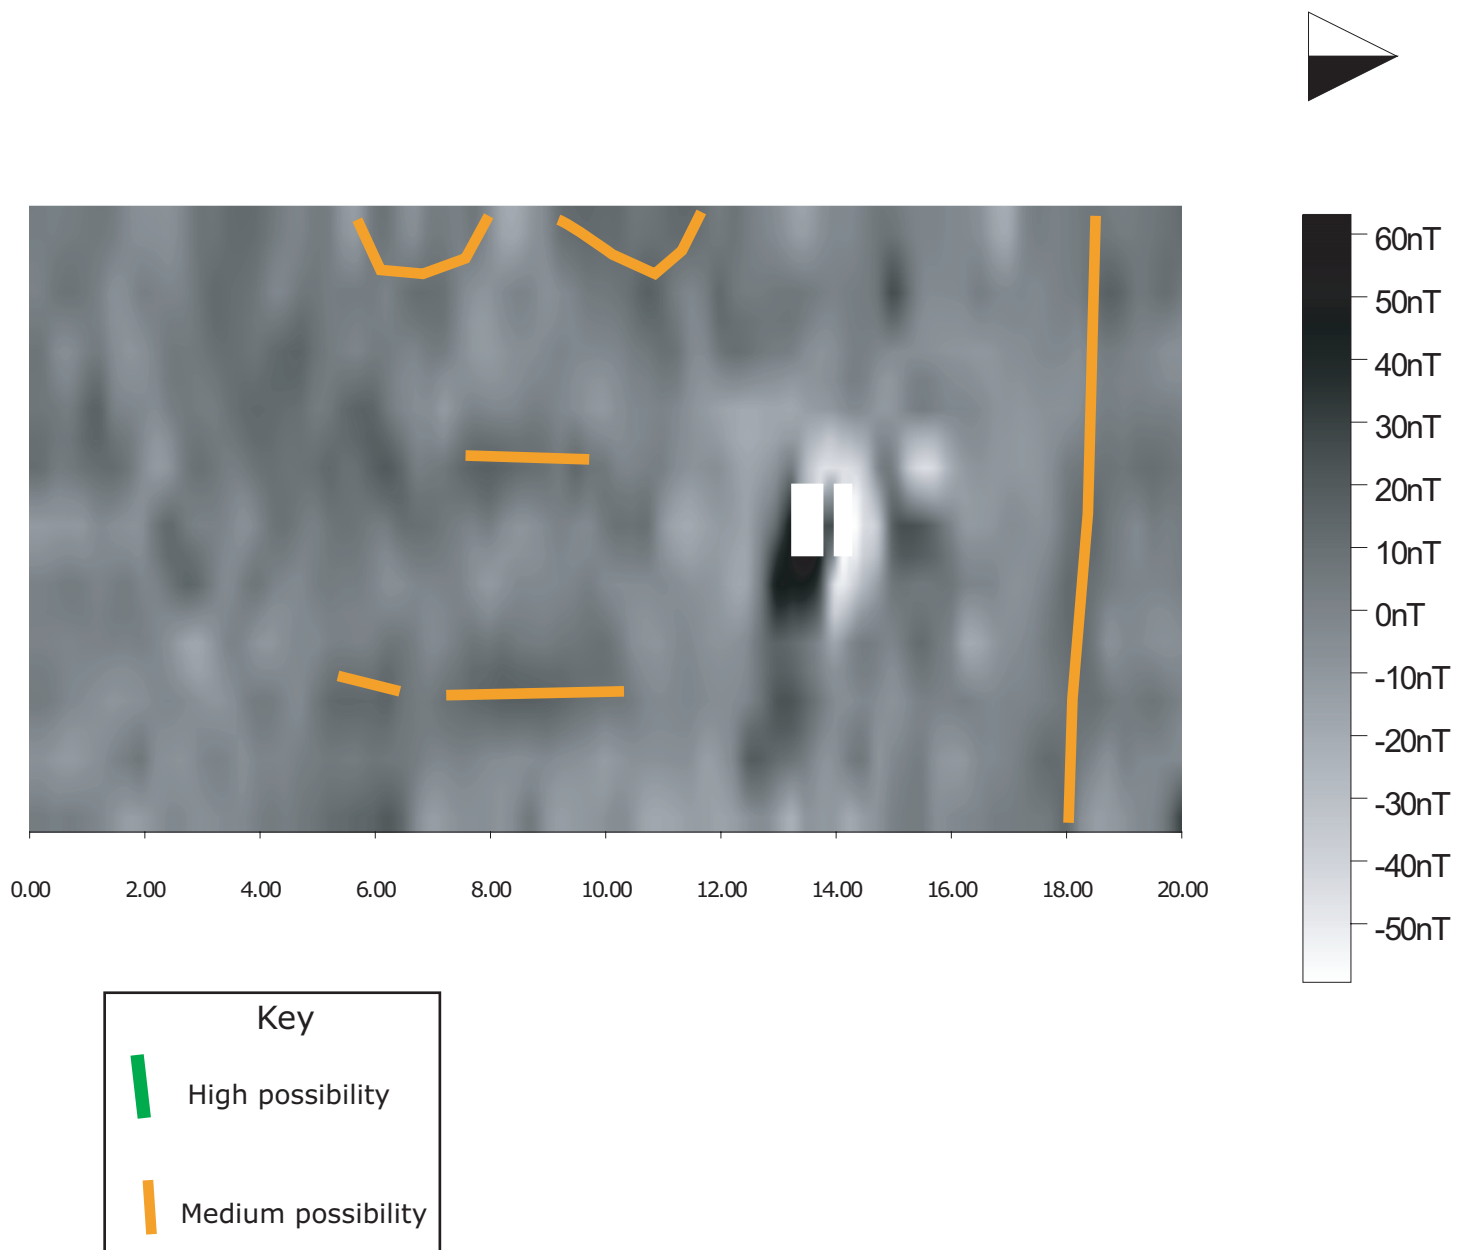 60nT
50nT
40nT
30nT
20nT
10nT
0nT
-10nT
-20nT
-30nT
-40nT
-50nT
0.00 2.00 4.00 6.00 8.00 10.00 12.00 14.00 16.00 18.00 20.00
Key
High possibility
Medium possibility